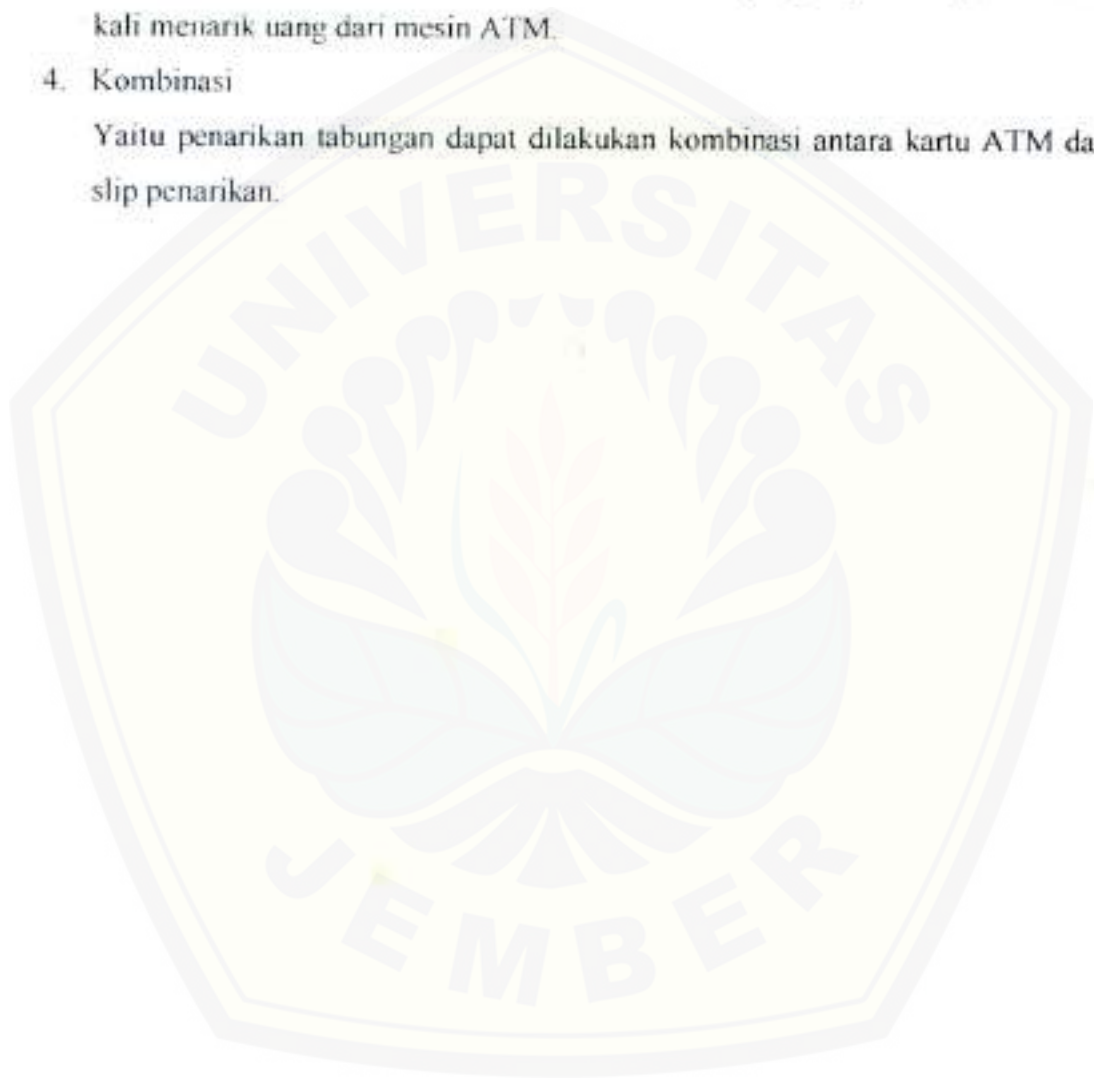 kali menarik uang dari mesin ATM.
4. Kombinasi
Yaitu penarikan tabungan dapat dilakukan kombinasi antara kartu ATM da
slip penarikan.
UNIVERSITAS
JEMBER